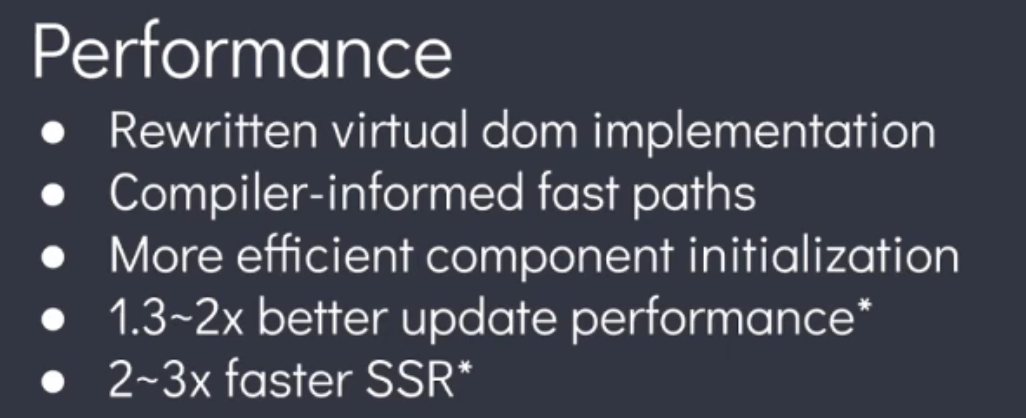 Performance
● Rewritten virtual dom implementation
● Compiler-informed fast paths
● More efficient component initialization
● 1.3~2x better update performance*
● 2~3x faster SSR*